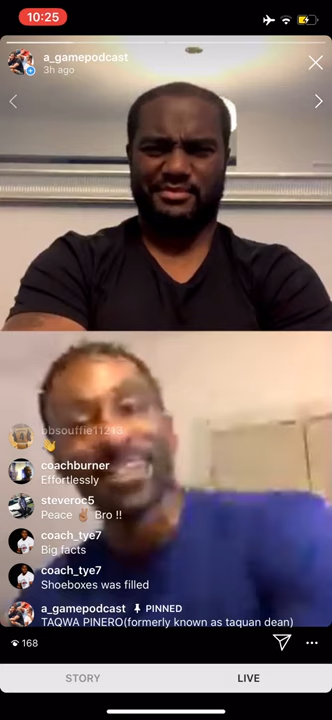 10:25
a_gamepodcast
3h ago
bbsouffle11213
👋
coachburner
Effortlessly
steveroc5
Peace ✌🏽 Bro !!
coach_tye7
Big facts
coach_tye7
Shoeboxes was filled
a_gamepodcast PINNED
TAQWA PINERO(formerly known as taquan dean)
168
STORY LIVE